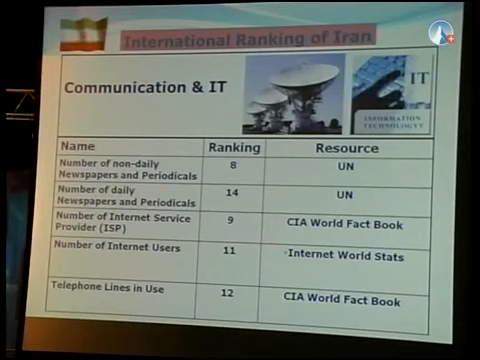 International Ranking of Iran
Communication & IT
IT
INFORMATION
TECHNOLOGYT
Name Ranking Resource
Number of non-daily
Newspapers and Periodicals 8 UN
Number of daily
Newspapers and Periodicals 14 UN
Number of Internet Service
Provider (ISP) 9 CIA World Fact Book
Number of Internet Users 11 Internet World Stats
Telephone Lines in Use 12 CIA World Fact Book